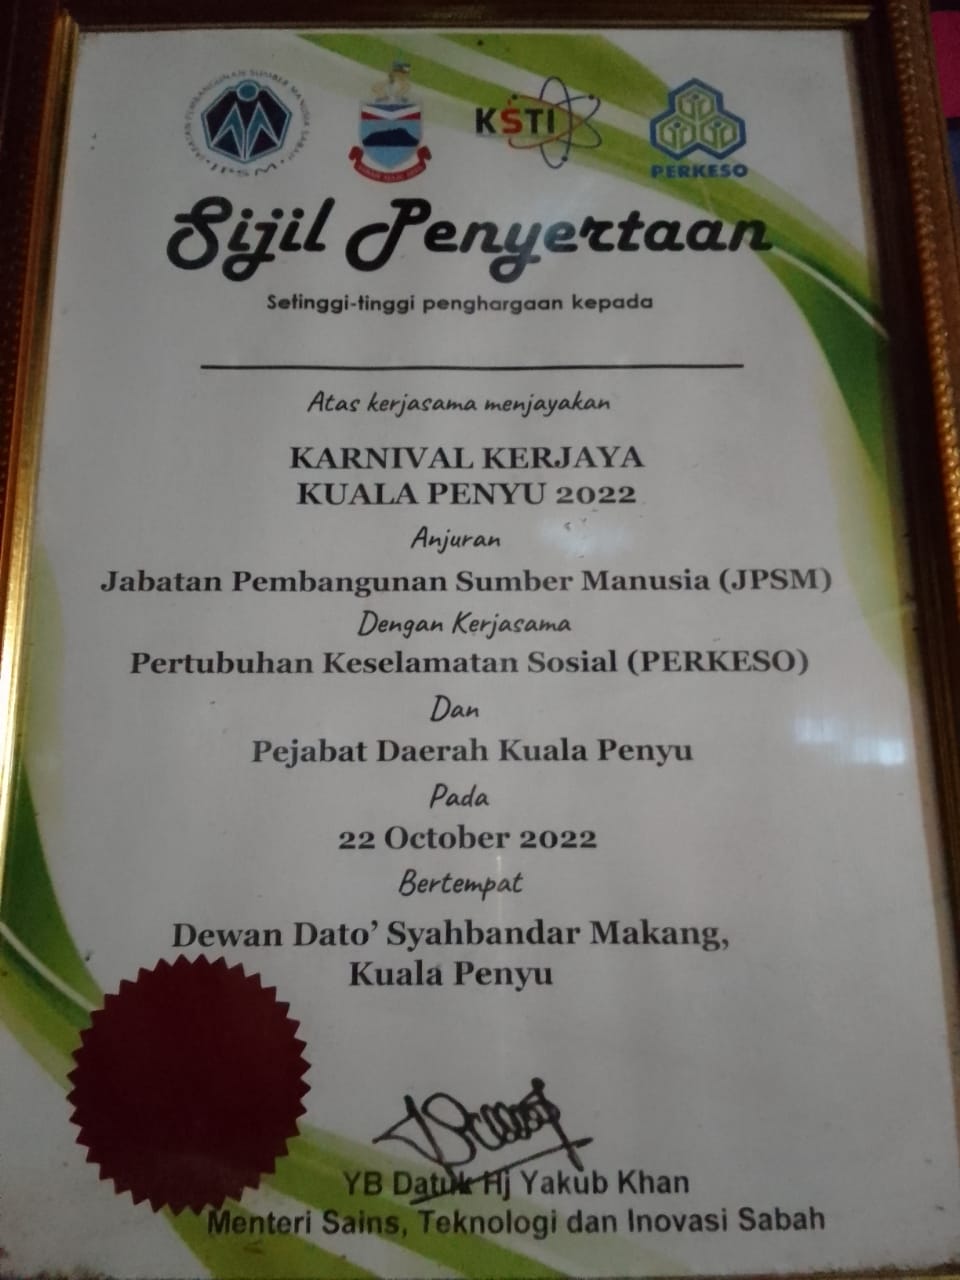 JABATAN PEMBANGUNAN SUMBER MANUSIA SABAH
JPSM
SABAH MAJU JAYA
KSTI
PERKESO
Sijil Penyertaan
Setinggi-tinggi penghargaan kepada
Atas kerjasama menjayakan
KARNIVAL KERJAYA
KUALA PENYU 2022
Anjuran
Jabatan Pembangunan Sumber Manusia (JPSM)
Dengan Kerjasama
Pertubuhan Keselamatan Sosial (PERKESO)
Dan
Pejabat Daerah Kuala Penyu
Pada
22 October 2022
Bertempat
Dewan Dato’ Syahbandar Makang,
Kuala Penyu
YB Datuk Hj Yakub Khan
Menteri Sains, Teknologi dan Inovasi Sabah